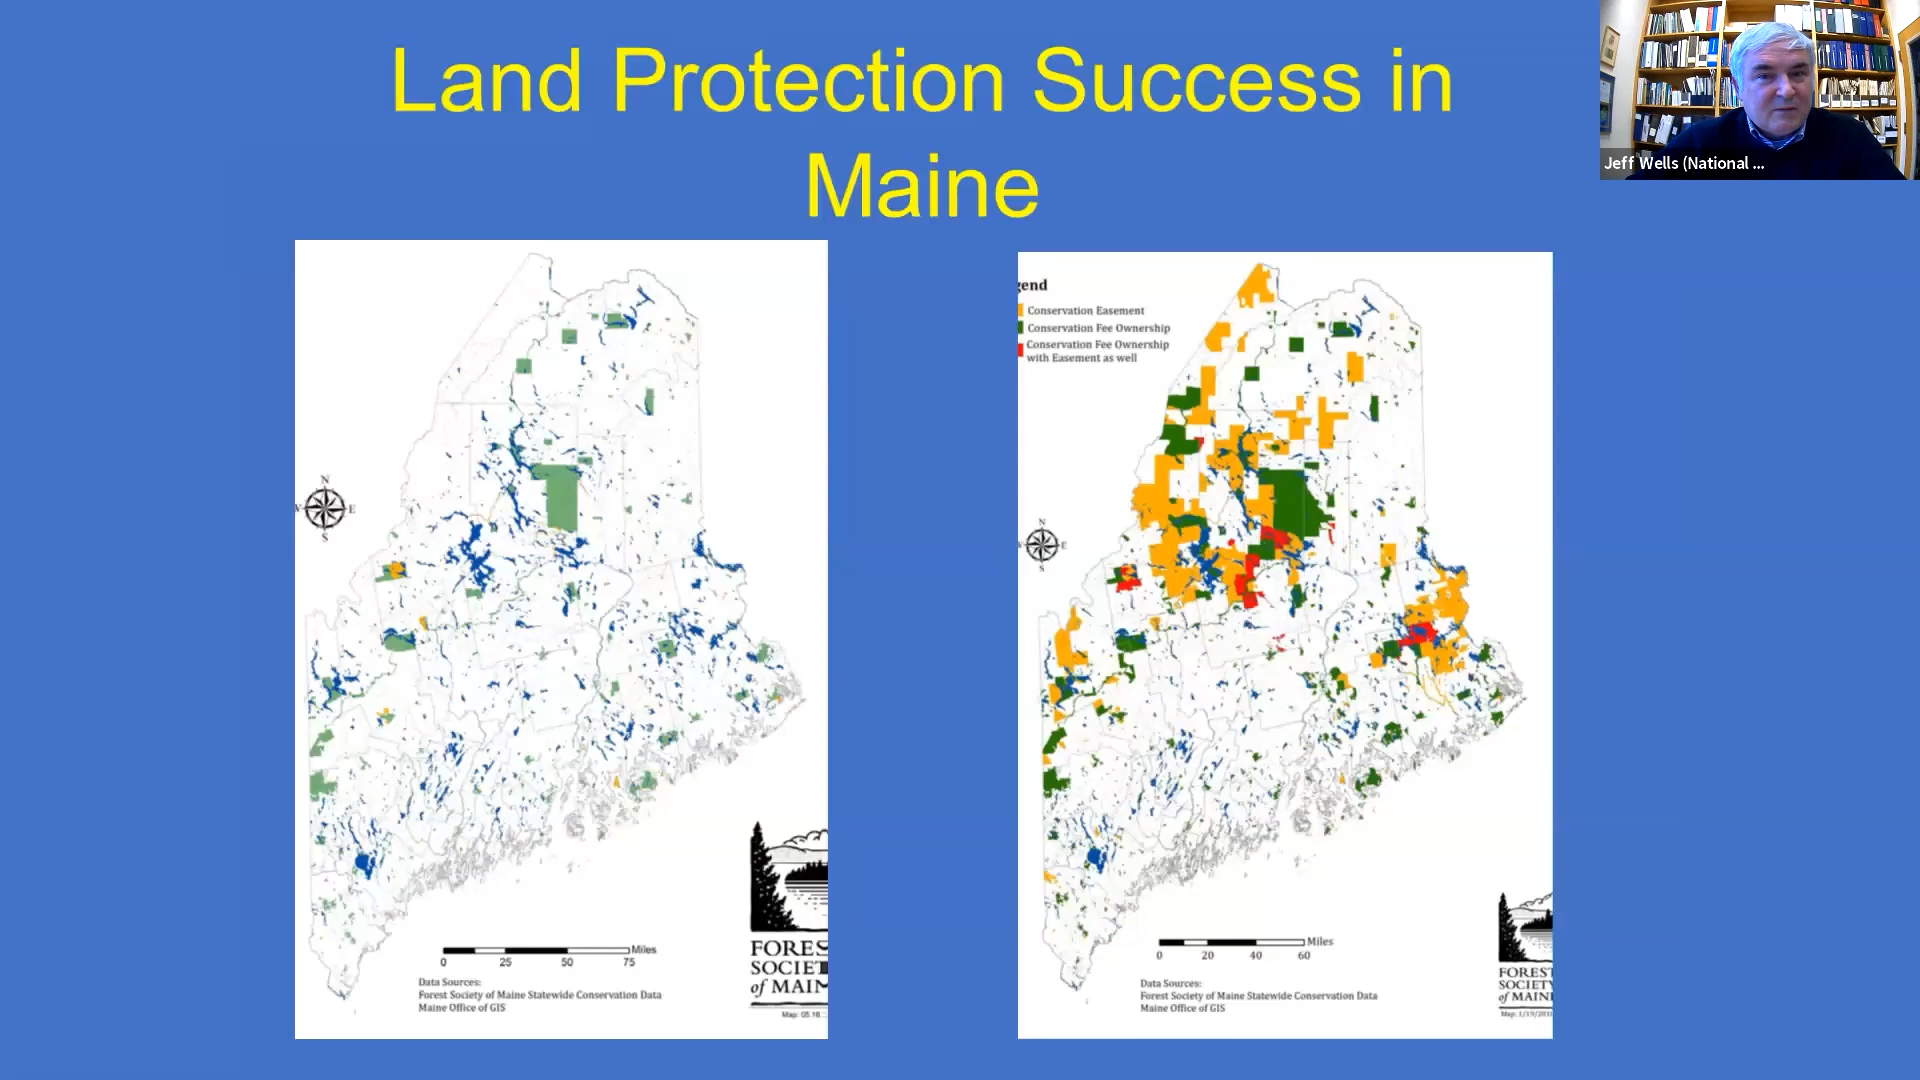 Land Protection Success in
Maine
Jeff Wells (National ...
N
E
S
Miles
0 25 50 75
Data Sources:
Forest Society of Maine Statewide Conservation Data
Maine Office of GIS
FORES
SOCIET
of MAIN
Map: 05.18.
gend
Conservation Easement
Conservation Fee Ownership
Conservation Fee Ownership
with Easement as well
N
E
S
Miles
0 20 40 60
Data Sources:
Forest Society of Maine Statewide Conservation Data
Maine Office of GIS
FOREST
SOCIETY
of MAINE